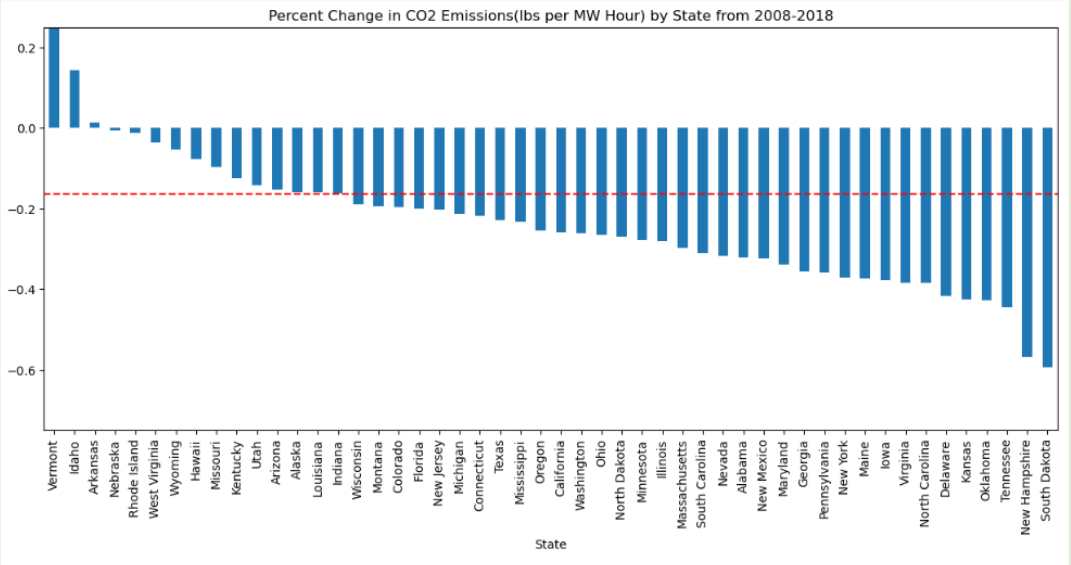 Percent Change in CO2 Emissions(lbs per MW Hour) by State from 2008-2018
0.2
0.0
−0.2
−0.4
−0.6
Vermont
Idaho
Arkansas
Nebraska
Rhode Island
West Virginia
Wyoming
Hawaii
Missouri
Kentucky
Utah
Arizona
Alaska
Louisiana
Indiana
Wisconsin
Montana
Colorado
Florida
New Jersey
Michigan
Connecticut
Texas
Mississippi
Oregon
California
Washington
Ohio
North Dakota
Minnesota
Illinois
Massachusetts
South Carolina
Nevada
Alabama
New Mexico
Maryland
Georgia
Pennsylvania
New York
Maine
Iowa
Virginia
North Carolina
Delaware
Kansas
Oklahoma
Tennessee
New Hampshire
South Dakota
State